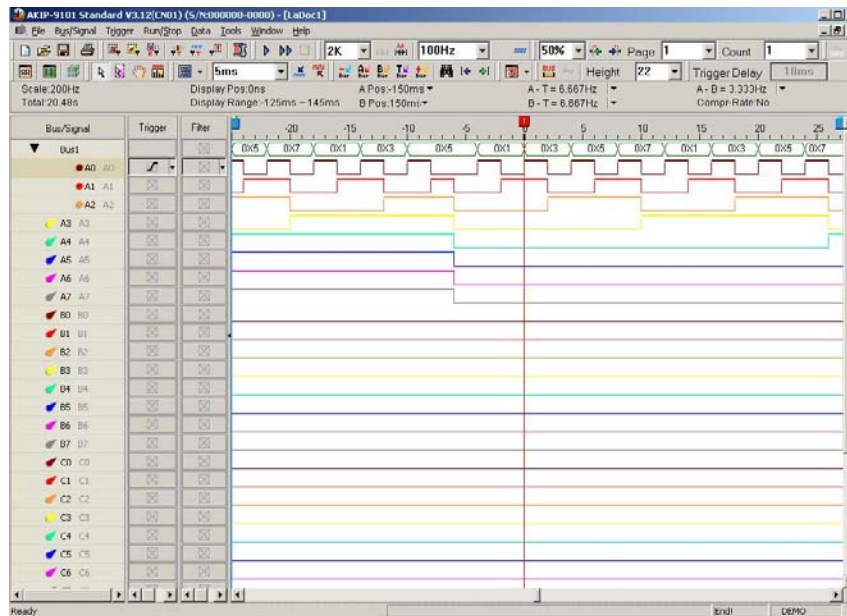 AKIP-9101 Standard V3.12(CN01) (S/N:000000-0000) - [LaDoc1]
File Bus/Signal Trigger Run/Stop Data Tools Window Help
2K 100Hz 50% Page 1 Count 1
5ms Height 22 Trigger Delay 10ms
Scale:200Hz Display Pos:0ns A Pos:-150ms A - T = 6.667Hz A - B = 3.333Hz
Total:20.48s Display Range:-125ms ~ 145ms B Pos:150ms B - T = 6.667Hz Compr-Rate:No
Bus/Signal Trigger Filter -20 -15 -10 -5 5 10 15 20 25
Bus1 0X5 0X7 0X1 0X3 0X5 0X1 0X3 0X5 0X7 0X1 0X3 0X5 0X7
A0 A0
A1 A1
A2 A2
A3 A3
A4 A4
A5 A5
A6 A6
A7 A7
B0 B0
B1 B1
B2 B2
B3 B3
B4 B4
B5 B5
B6 B6
B7 B7
C0 C0
C1 C1
C2 C2
C3 C3
C4 C4
C5 C5
C6 C6
Ready End! DEMO